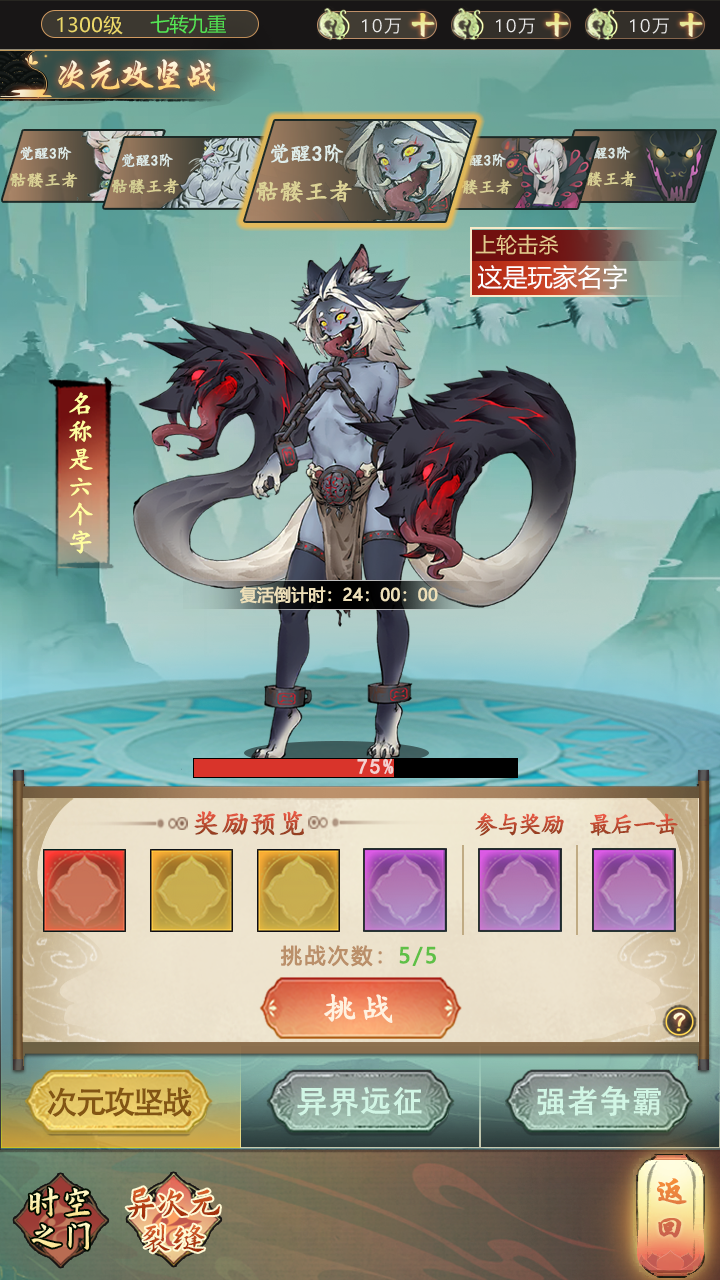 1300级 七转九重 10万 10万 10万
次元攻坚战
觉醒3阶 觉醒3阶 觉醒3阶 醒3阶 醒3阶
骷髅王者 骷髅王者 骷髅王者 髅王者 髅王者
上轮击杀
这是玩家名字
名称是六个字
复活倒计时：24：00：00
75%
奖励预览 参与奖励 最后一击
挑战次数：5/5
挑战
?
次元攻坚战 异界远征 强者争霸
时空之门 异次元裂缝 返回